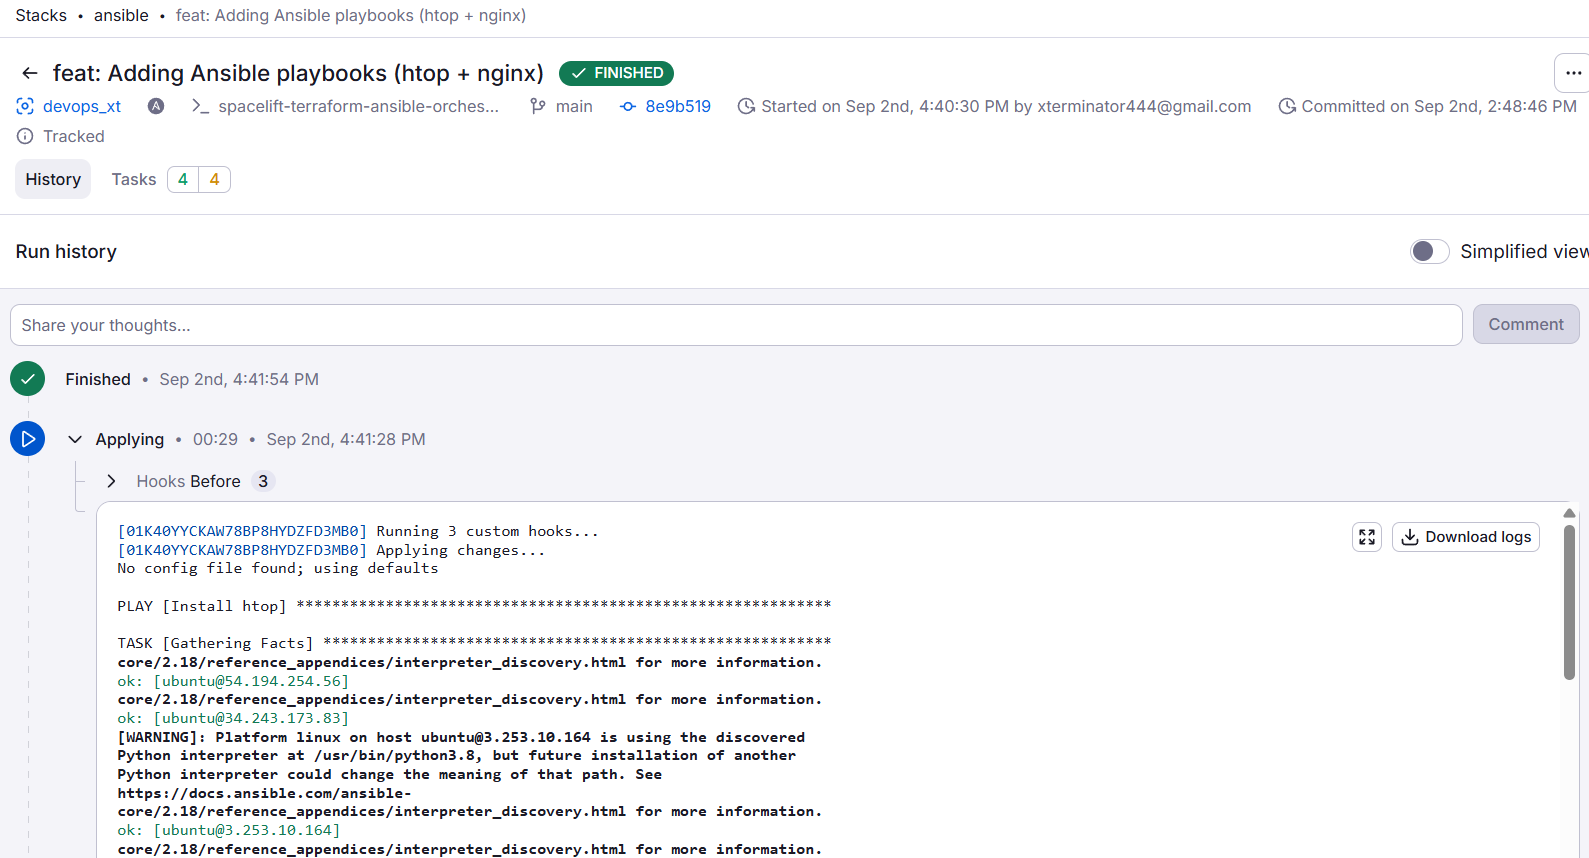 Stacks • ansible • feat: Adding Ansible playbooks (htop + nginx)
feat: Adding Ansible playbooks (htop + nginx) FINISHED
devops_xt A spacelift-terraform-ansible-orches... main 8e9b519 Started on Sep 2nd, 4:40:30 PM by xterminator444@gmail.com Committed on Sep 2nd, 2:48:46 PM
Tracked
History Tasks 4 4
Run history Simplified view
Share your thoughts... Comment
Finished • Sep 2nd, 4:41:54 PM
Applying • 00:29 • Sep 2nd, 4:41:28 PM
Hooks Before 3
[01K40YYCKAW78BP8HYDZFD3MB0] Running 3 custom hooks...
Download logs
[01K40YYCKAW78BP8HYDZFD3MB0] Applying changes...
No config file found; using defaults
PLAY [Install htop] ************************************************************
TASK [Gathering Facts] *********************************************************
core/2.18/reference_appendices/interpreter_discovery.html for more information.
ok: [ubuntu@54.194.254.56]
core/2.18/reference_appendices/interpreter_discovery.html for more information.
ok: [ubuntu@34.243.173.83]
[WARNING]: Platform linux on host ubuntu@3.253.10.164 is using the discovered
Python interpreter at /usr/bin/python3.8, but future installation of another
Python interpreter could change the meaning of that path. See
https://docs.ansible.com/ansible-
core/2.18/reference_appendices/interpreter_discovery.html for more information.
ok: [ubuntu@3.253.10.164]
core/2.18/reference_appendices/interpreter_discovery.html for more information.